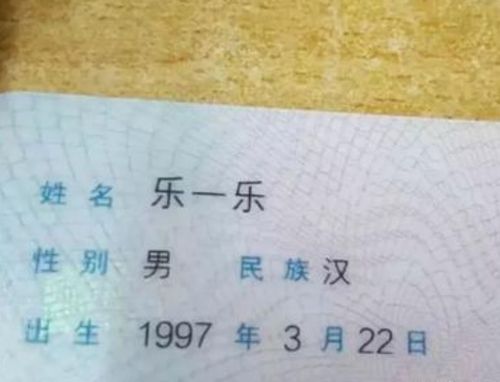 姓名 乐一乐
性别 男 民族 汉
出生 1997 年 3 月 22 日